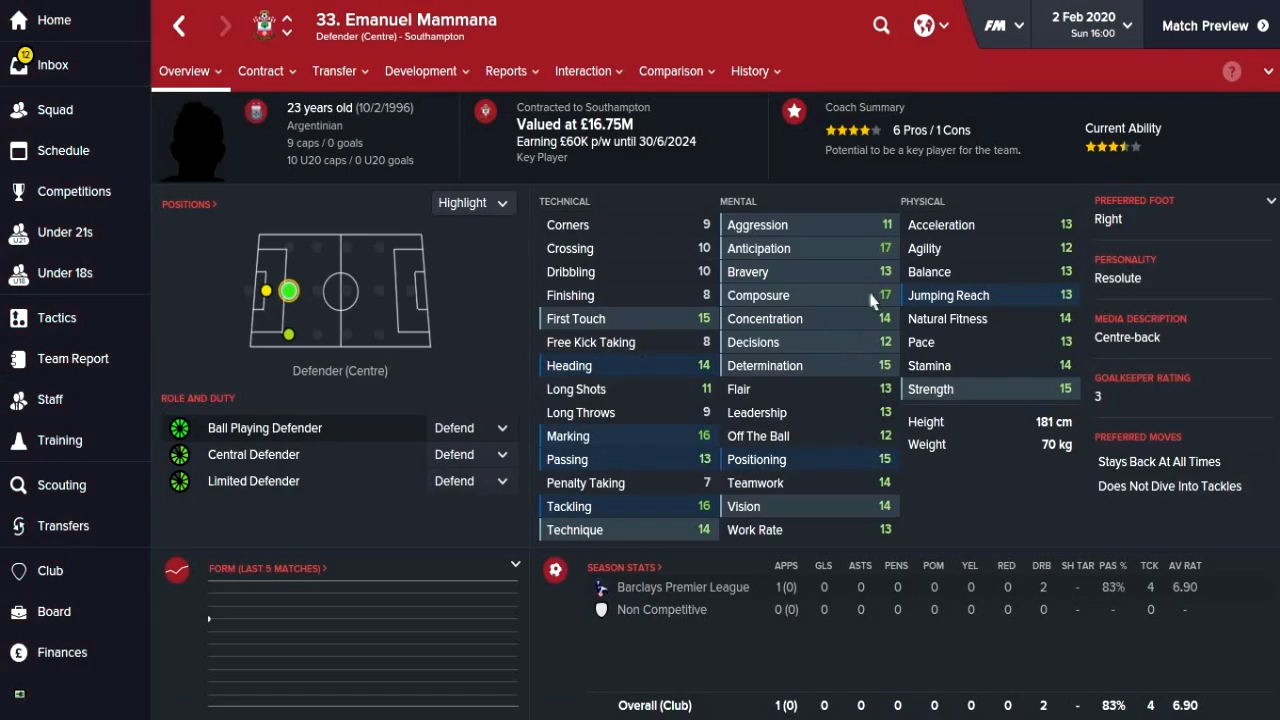 Home
12
Inbox
Squad
Schedule
Competitions
U21
Under 21s
U18
Under 18s
Tactics
Team Report
Staff
Training
Scouting
Transfers
Club
Board
Finances
33. Emanuel Mammana
Defender (Centre) - Southampton
FM
2 Feb 2020
Sun 16:00
Match Preview
Overview Contract Transfer Development Reports Interaction Comparison History ?
23 years old (10/2/1996)
Argentinian
9 caps / 0 goals
10 U20 caps / 0 U20 goals
Contracted to Southampton
Valued at £16.75M
Earning £60K p/w until 30/6/2024
Key Player
Coach Summary
6 Pros / 1 Cons
Potential to be a key player for the team.
Current Ability
POSITIONS >
Highlight
Defender (Centre)
ROLE AND DUTY
Ball Playing Defender Defend
Central Defender Defend
Limited Defender Defend
TECHNICAL
Corners 9
Crossing 10
Dribbling 10
Finishing 8
First Touch 15
Free Kick Taking 8
Heading 14
Long Shots 11
Long Throws 9
Marking 16
Passing 13
Penalty Taking 7
Tackling 16
Technique 14
MENTAL
Aggression 11
Anticipation 17
Bravery 13
Composure 17
Concentration 14
Decisions 12
Determination 15
Flair 13
Leadership 13
Off The Ball 12
Positioning 15
Teamwork 14
Vision 14
Work Rate 13
PHYSICAL
Acceleration 13
Agility 12
Balance 13
Jumping Reach 13
Natural Fitness 14
Pace 13
Stamina 14
Strength 15
Height 181 cm
Weight 70 kg
PREFERRED FOOT
Right
PERSONALITY
Resolute
MEDIA DESCRIPTION
Centre-back
GOALKEEPER RATING
3
PREFERRED MOVES
Stays Back At All Times
Does Not Dive Into Tackles
FORM (LAST 5 MATCHES) >
SEASON STATS > APPS GLS ASTS PENS POM YEL RED DRB SH TAR PAS % TCK AV RAT
Barclays Premier League 1 (0) 0 0 0 0 0 0 2 - 83% 4 6.90
Non Competitive 0 (0) 0 0 0 0 0 0 0 - - 0 -
Overall (Club) 1 (0) 0 0 0 0 0 0 2 - 83% 4 6.90